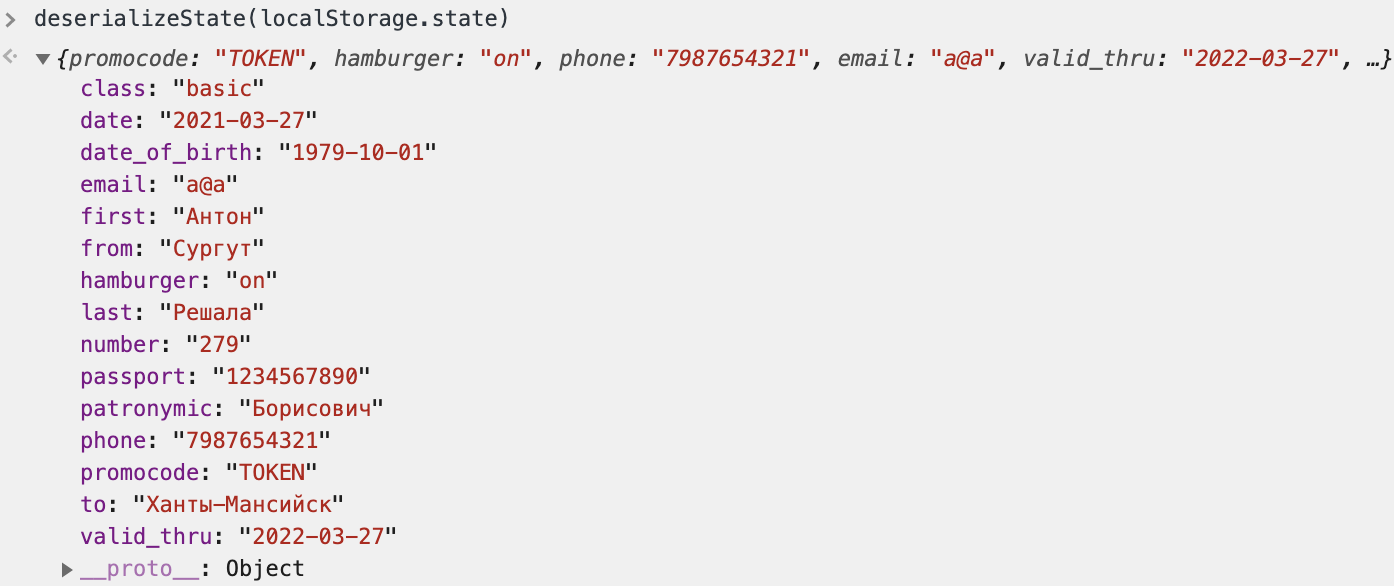 > deserializeState(localStorage.state)
{promocode: "TOKEN", hamburger: "on", phone: "7987654321", email: "a@a", valid_thru: "2022-03-27", …}
class: "basic"
date: "2021-03-27"
date_of_birth: "1979-10-01"
email: "a@a"
first: "Антон"
from: "Сургут"
hamburger: "on"
last: "Решала"
number: "279"
passport: "1234567890"
patronymic: "Борисович"
phone: "7987654321"
promocode: "TOKEN"
to: "Ханты-Мансийск"
valid_thru: "2022-03-27"
__proto__: Object